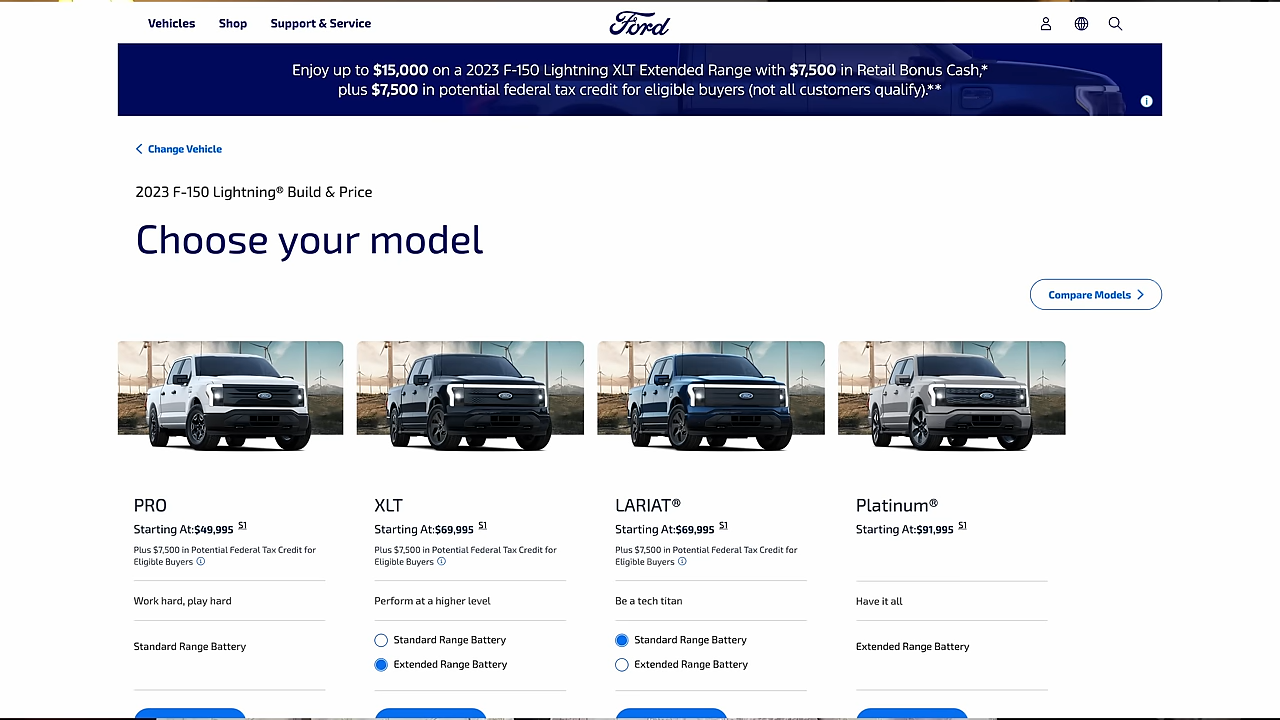 Vehicles Shop Support & Service Ford
Enjoy up to $15,000 on a 2023 F-150 Lightning XLT Extended Range with $7,500 in Retail Bonus Cash,*
plus $7,500 in potential federal tax credit for eligible buyers (not all customers qualify).**
Change Vehicle
2023 F-150 Lightning® Build & Price
Choose your model
Compare Models
PRO
Starting At:$49,995 S1
Plus $7,500 in Potential Federal Tax Credit for
Eligible Buyers
Work hard, play hard
Standard Range Battery
XLT
Starting At:$69,995 S1
Plus $7,500 in Potential Federal Tax Credit for
Eligible Buyers
Perform at a higher level
Standard Range Battery
Extended Range Battery
LARIAT®
Starting At:$69,995 S1
Plus $7,500 in Potential Federal Tax Credit for
Eligible Buyers
Be a tech titan
Standard Range Battery
Extended Range Battery
Platinum®
Starting At:$91,995 S1
Have it all
Extended Range Battery